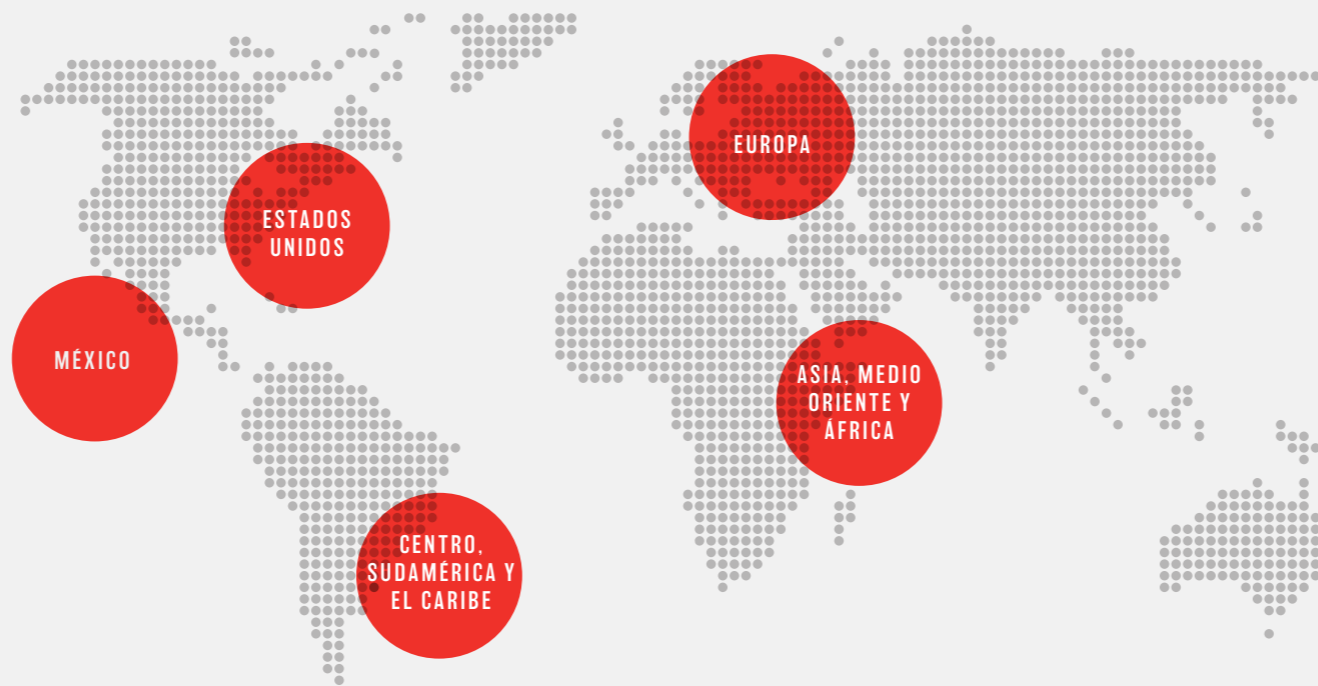 EUROPA
ESTADOS
UNIDOS
MÉXICO
ASIA, MEDIO
ORIENTE Y
ÁFRICA
CENTRO,
SUDAMÉRICA Y
EL CARIBE